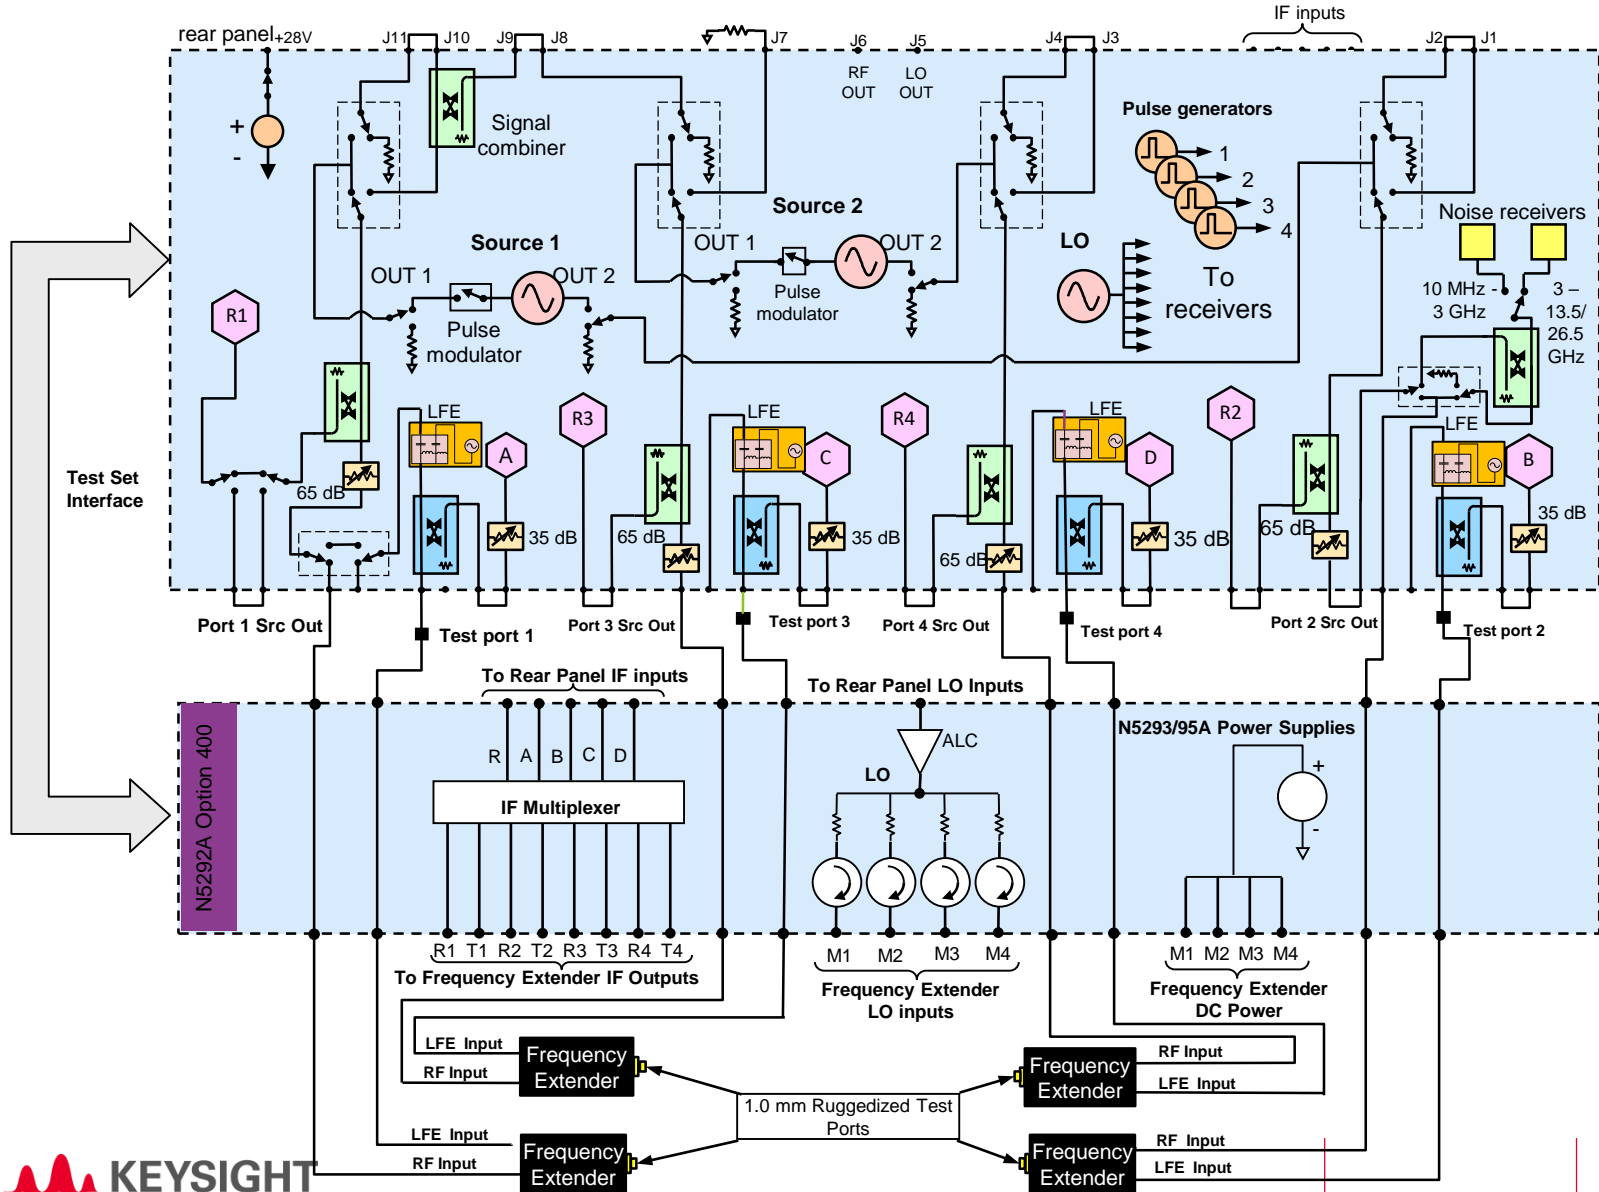 IF inputs
rear panel
+28V
J11
J10
J9
J8
J7
J6
J5
J4
J3
J2
J1
RF
OUT
LO
OUT
+
-
Signal
combiner
Pulse generators
1
2
3
4
Source 1
OUT 1
OUT 2
Pulse
modulator
Source 2
OUT 1
OUT 2
Pulse
modulator
LO
To
receivers
Noise receivers
10 MHz -
3 GHz
3 –
13.5/
26.5
GHz
R1
R3
R4
R2
LFE
LFE
LFE
LFE
A
C
D
B
65 dB
35 dB
65 dB
35 dB
65 dB
35 dB
65 dB
35 dB
Test Set
Interface
Port 1 Src Out
Test port 1
Port 3 Src Out
Test port 3
Port 4 Src Out
Test port 4
Port 2 Src Out
Test port 2
N5292A Option 400
To Rear Panel IF inputs
R
A
B
C
D
IF Multiplexer
R1 T1 R2 T2 R3 T3 R4 T4
To Frequency Extender IF Outputs
To Rear Panel LO Inputs
ALC
LO
M1 M2 M3 M4
Frequency Extender
LO inputs
N5293/95A Power Supplies
+
-
M1 M2 M3 M4
Frequency Extender
DC Power
LFE Input
RF Input
Frequency
Extender
RF Input
LFE Input
Frequency
Extender
1.0 mm Ruggedized Test
Ports
LFE Input
RF Input
Frequency
Extender
RF Input
LFE Input
Frequency
Extender
KEYSIGHT